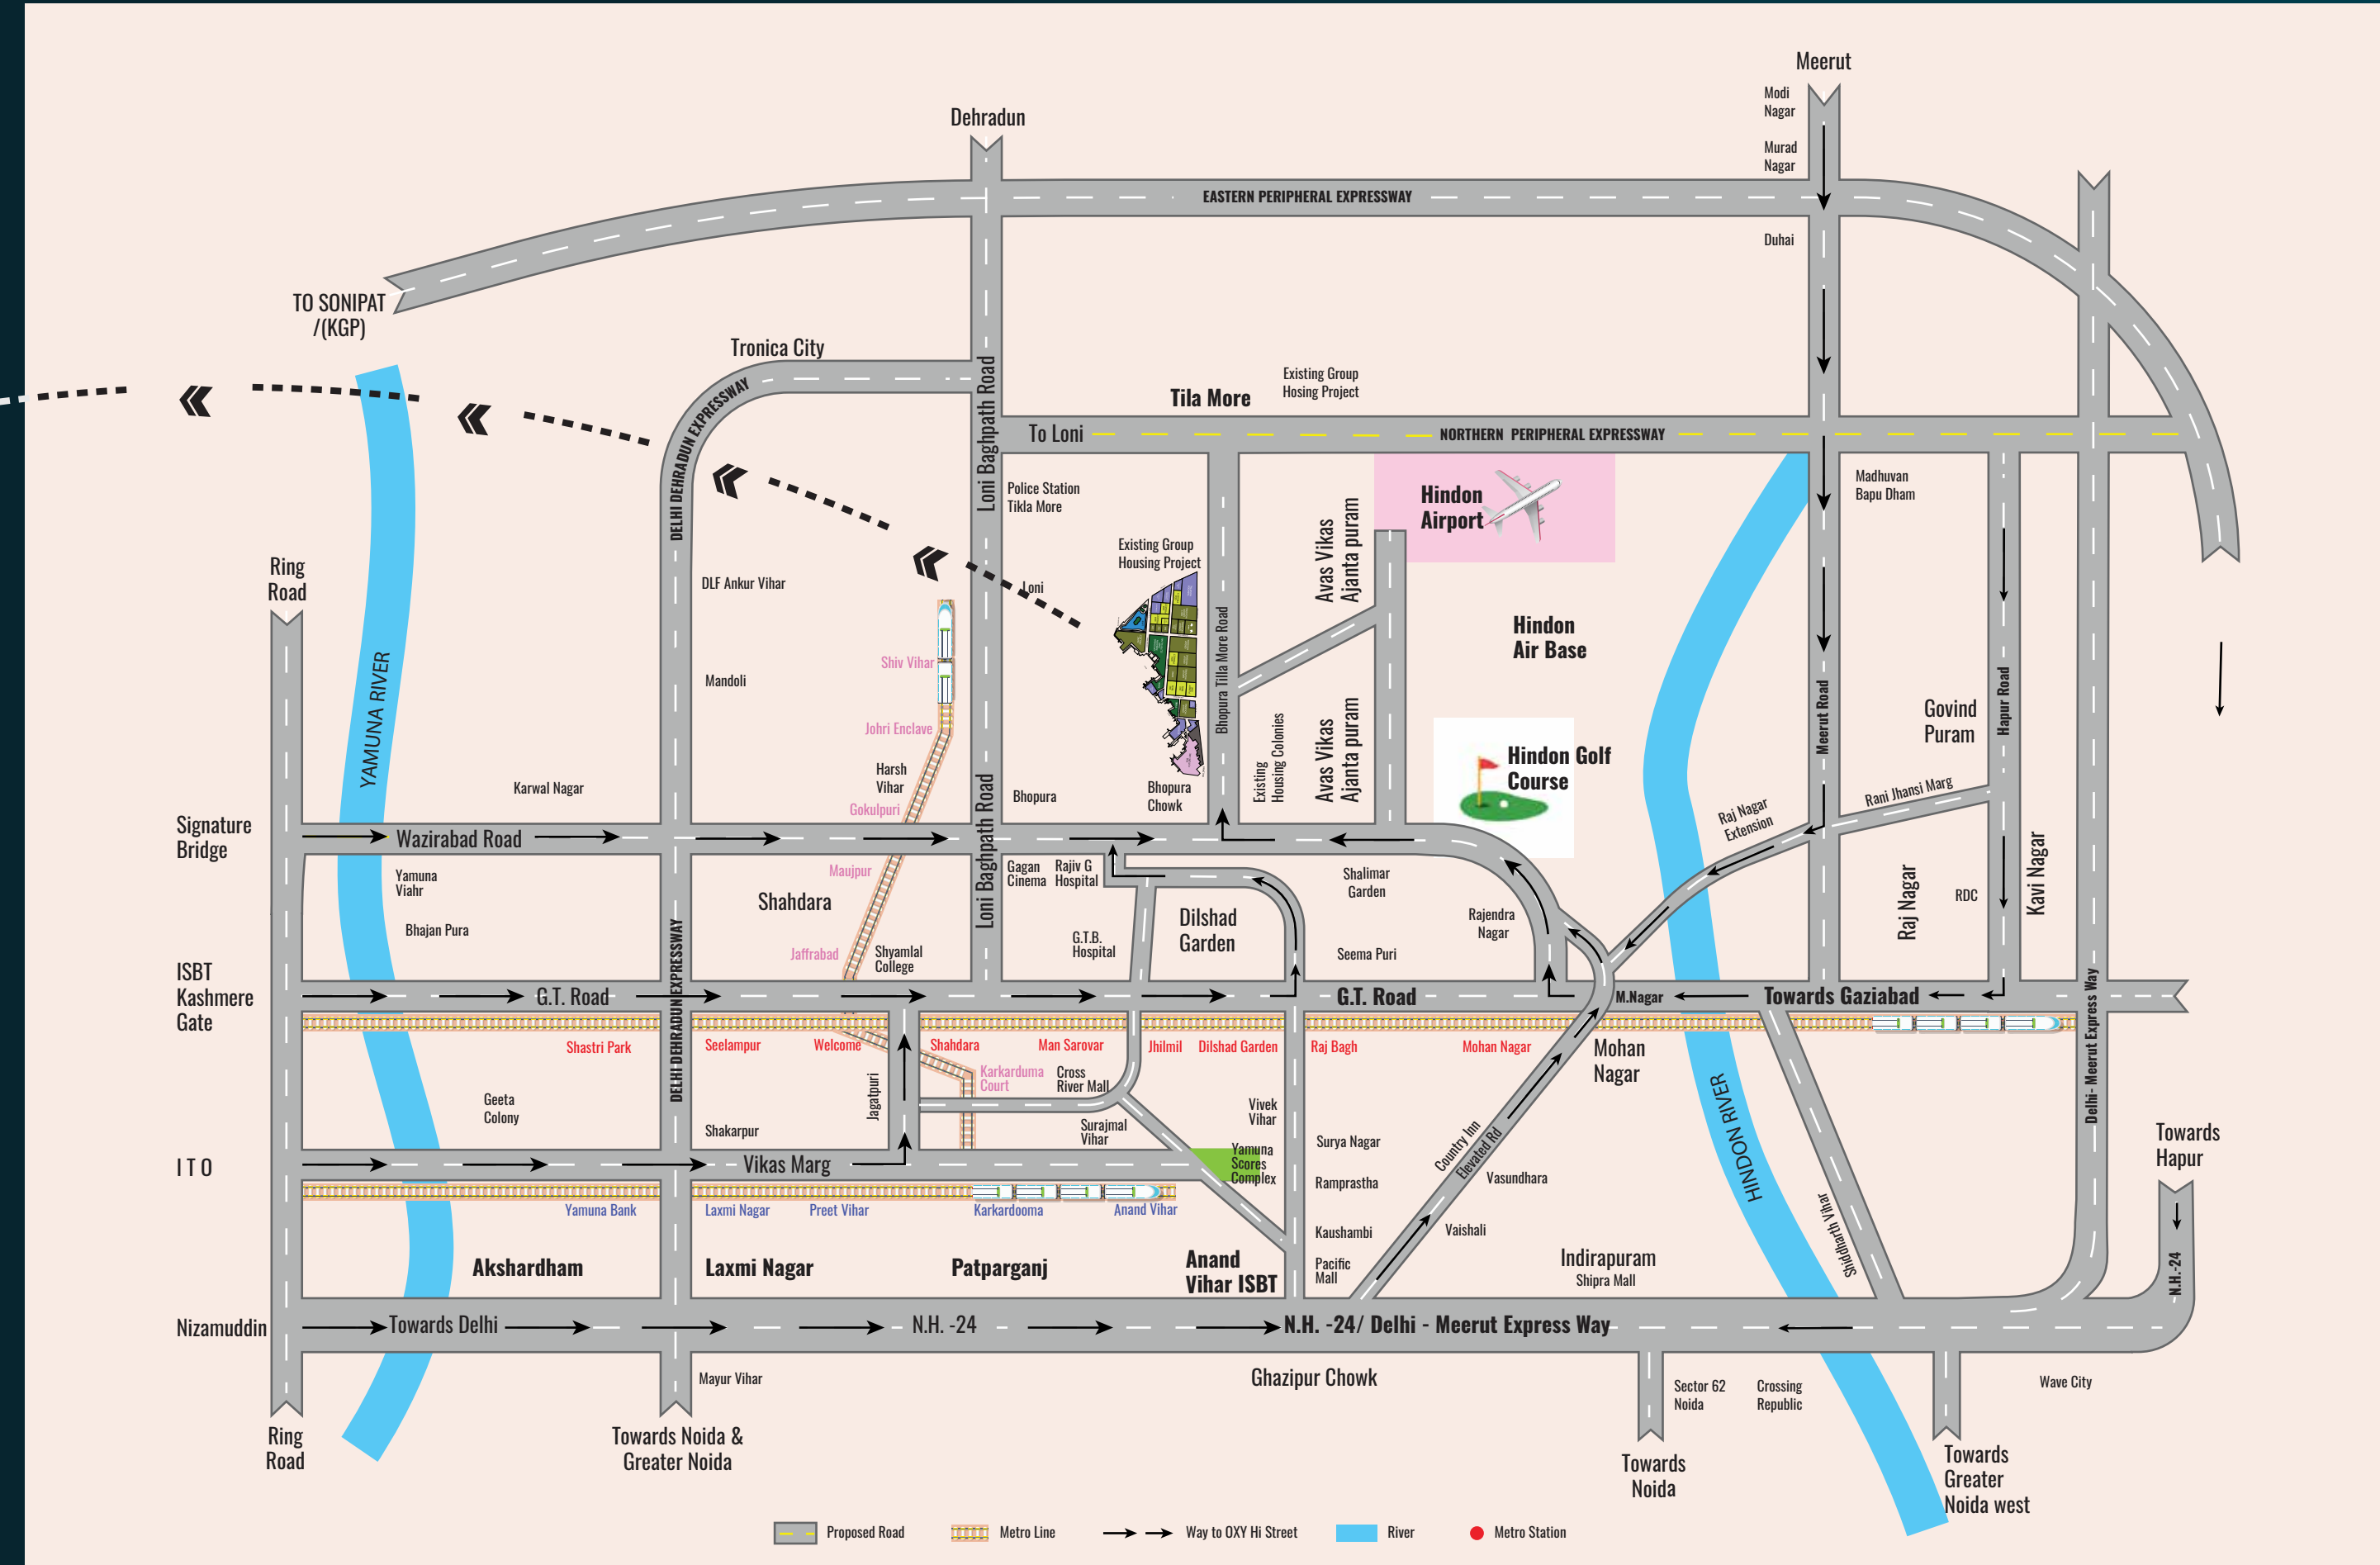 Meerut
Modi
Nagar
Murad
Nagar
Dehradun
EASTERN PERIPHERAL EXPRESSWAY
Duhai
TO SONIPAT
/(KGP)
Tronica City
DELHI DEHRADUN EXPRESSWAY
Loni Baghpath Road
Existing Group
Hosing Project
Tila More
To Loni
NORTHERN PERIPHERAL EXPRESSWAY
Police Station
Tikla More
Hindon
Airport
Madhuvan
Bapu Dham
Avas Vikas
Ajanta puram
Existing Group
Housing Project
Ring
Road
DLF Ankur Vihar
Loni
Hindon
Air Base
YAMUNA RIVER
Shiv Vihar
Mandoli
Bhopura Tilla More Road
Meerut Road
Hapur Road
Govind
Puram
Johri Enclave
Existing
Housing Colonies
Avas Vikas
Ajanta puram
Hindon Golf
Course
Harsh
Vihar
Karwal Nagar
Bhopura
Bhopura
Chowk
Gokulpuri
Loni Baghpath Road
Raj Nagar
Extension
Rani Jhansi Marg
Signature
Bridge
Wazirabad Road
Yamuna
Viahr
Maujpur
Gagan
Cinema
Rajiv G
Hospital
Shalimar
Garden
Shahdara
Dilshad
Garden
Rajendra
Nagar
Raj Nagar
RDC
Kavi Nagar
Bhajan Pura
G.T.B.
Hospital
Jaffrabad
Shyamlal
College
Seema Puri
ISBT
Kashmere
Gate
G.T. Road
DELHI DEHRADUN EXPRESSWAY
G.T. Road
M.Nagar
Towards Gaziabad
Delhi- Meerut Express Way
Shastri Park
Seelampur
Welcome
Shahdara
Man Sarovar
Jhilmil
Dilshad Garden
Raj Bagh
Mohan Nagar
Mohan
Nagar
Karkarduma
Court
Cross
River Mall
Jagatpuri
Geeta
Colony
Shakarpur
Surajmal
Vihar
Vivek
Vihar
Surya Nagar
Country Inn
Elevated Rd
HINDON RIVER
Towards
Hapur
I T O
Vikas Marg
Yamuna
Scores
Complex
Ramprastha
Vasundhara
Yamuna Bank
Laxmi Nagar
Preet Vihar
Karkardooma
Anand Vihar
Kaushambi
Vaishali
Shiddharth Vihar
Akshardham
Laxmi Nagar
Patparganj
Anand
Vihar ISBT
Pacific
Mall
Indirapuram
Shipra Mall
N.H.-24
Nizamuddin
Towards Delhi
N.H. -24
N.H. -24/ Delhi - Meerut Express Way
Mayur Vihar
Ghazipur Chowk
Sector 62
Noida
Crossing
Republic
Wave City
Ring
Road
Towards Noida &
Greater Noida
Towards
Noida
Towards
Greater
Noida west
Proposed Road
Metro Line
Way to OXY Hi Street
River
Metro Station